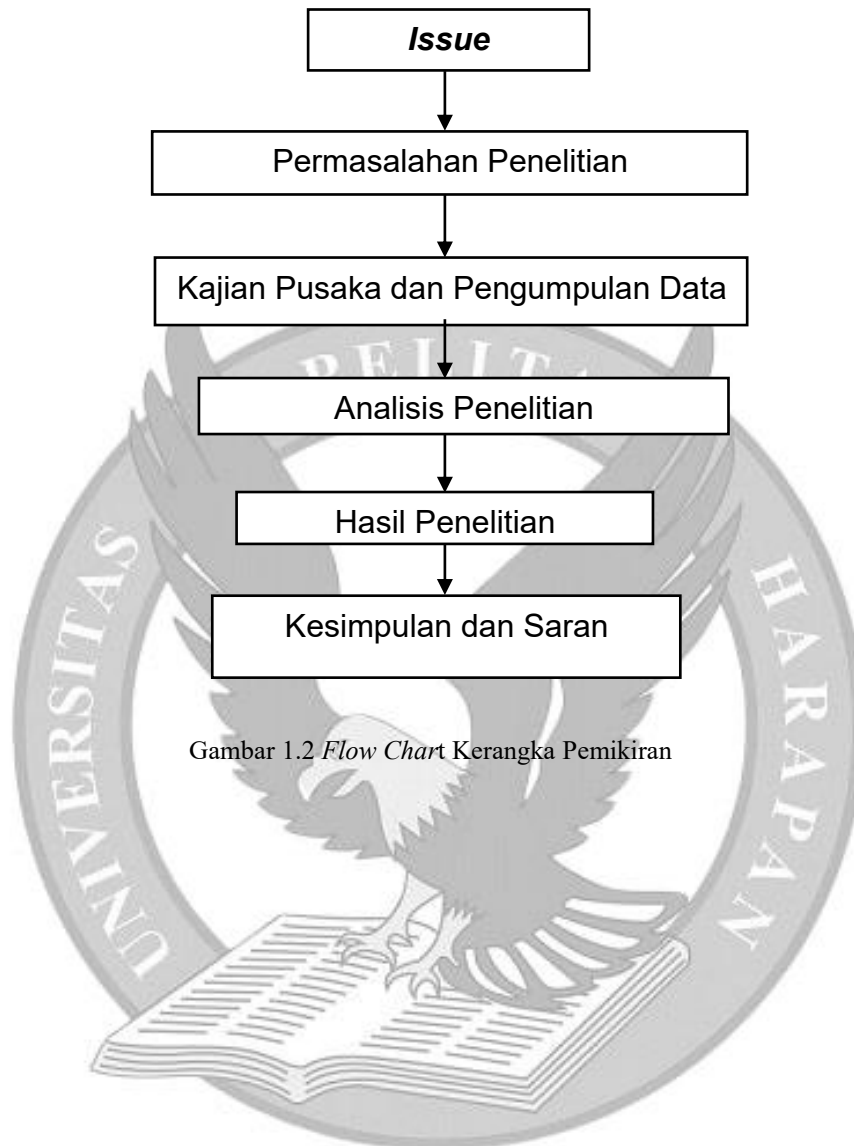 Issue
Permasalahan Penelitian
Kajian Pusaka dan Pengumpulan Data
Analisis Penelitian
Hasil Penelitian
Kesimpulan dan Saran
Gambar 1.2 Flow Chart Kerangka Pemikiran
UNIVERSITAS PELITA HARAPAN